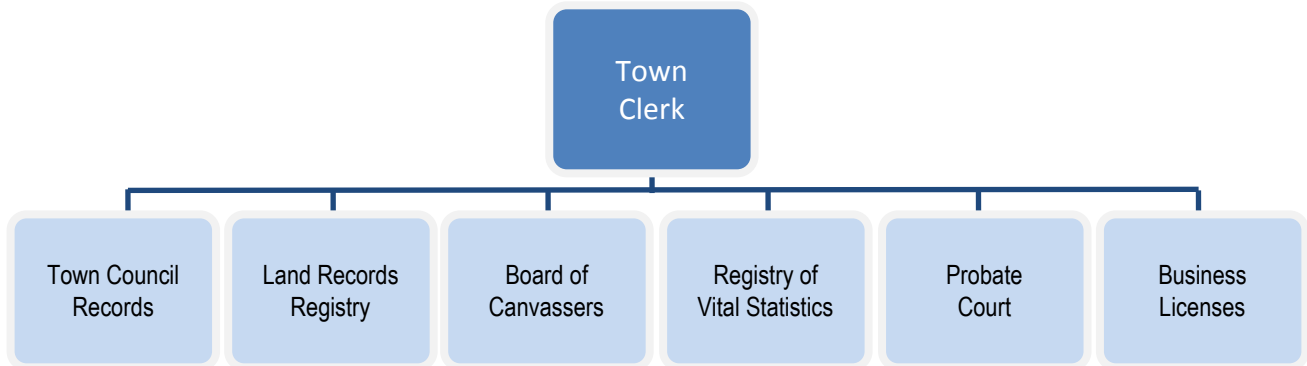 Town
Clerk
Town Council
Records
Land Records
Registry
Board of
Canvassers
Registry of
Vital Statistics
Probate
Court
Business
Licenses